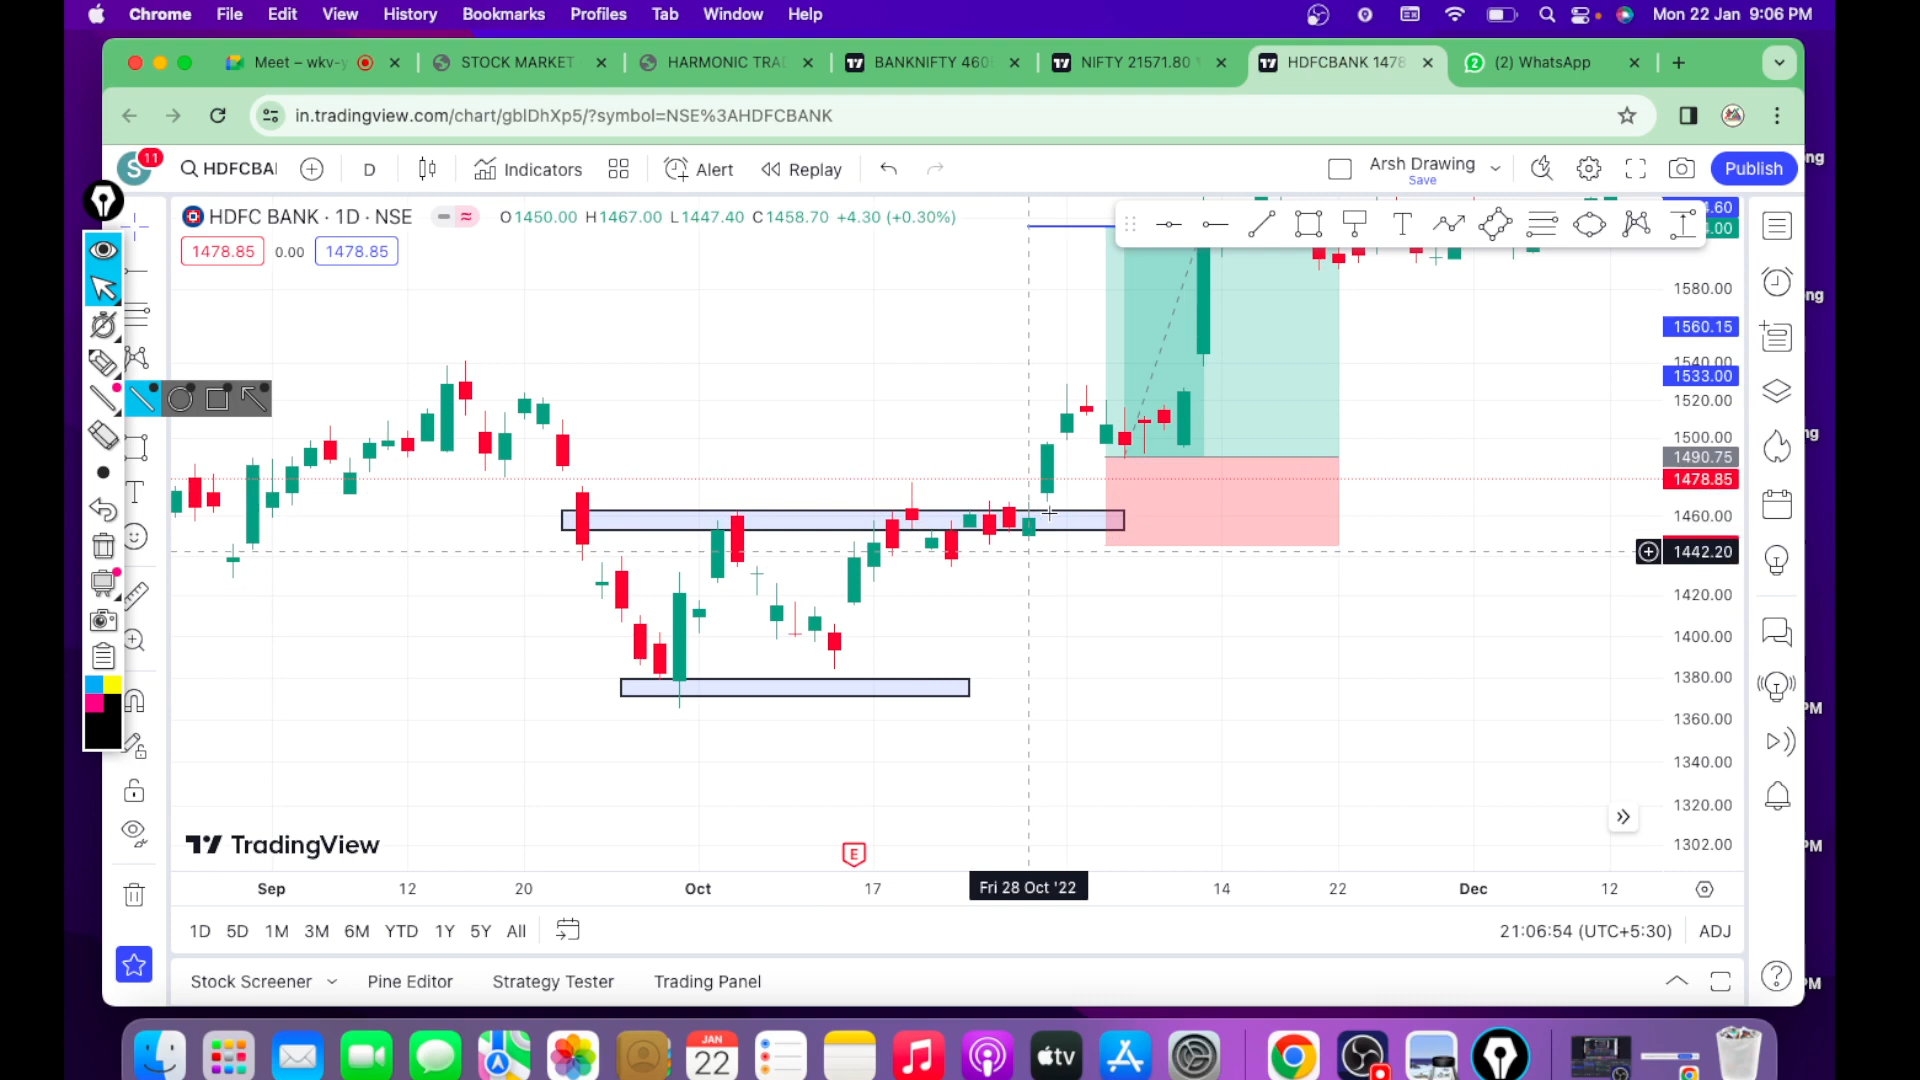 Chrome File Edit View History Bookmarks Profiles Tab Window Help Mon 22 Jan 9:06 PM
Meet – wkv-y STOCK MARKET HARMONIC TRA BANKNIFTY 460 NIFTY 21571.80 HDFCBANK 1478 (2) WhatsApp
in.tradingview.com/chart/gblDhXp5/?symbol=NSE%3AHDFCBANK
S 11 HDFCBA D Indicators Alert Replay Arsh Drawing Publish
Save
HDFC BANK · 1D · NSE O1450.00 H1467.00 L1447.40 C1458.70 +4.30 (+0.30%)
1478.85 0.00 1478.85
1580.00
1560.15
1540.00
1533.00
1520.00
1500.00
1490.75
1478.85
1460.00
1442.20
1420.00
1400.00
1380.00
1360.00
1340.00
1320.00
1302.00
TradingView
E
Sep 12 20 Oct 17 Fri 28 Oct '22 14 22 Dec 12
1D 5D 1M 3M 6M YTD 1Y 5Y All 21:06:54 (UTC+5:30) ADJ
Stock Screener Pine Editor Strategy Tester Trading Panel
JAN
22
tv